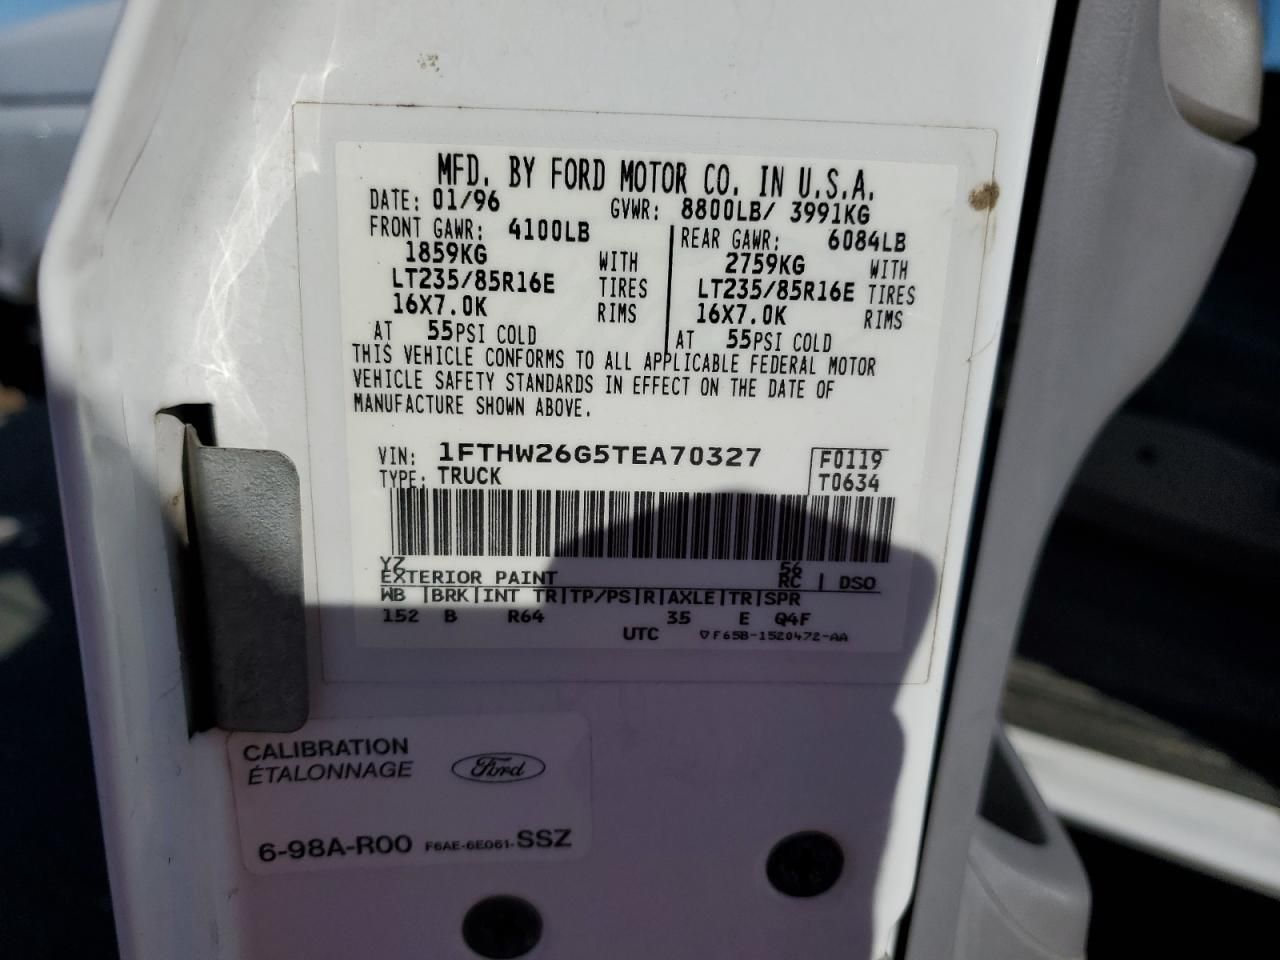 MFD. BY FORD MOTOR CO. IN U.S.A.
DATE: 01/96 GVWR: 8800LB/ 3991KG
FRONT GAWR: 4100LB REAR GAWR: 6084LB
1859KG WITH 2759KG WITH
LT235/85R16E TIRES LT235/85R16E TIRES
16X7.0K RIMS 16X7.0K RIMS
AT 55PSI COLD AT 55PSI COLD
THIS VEHICLE CONFORMS TO ALL APPLICABLE FEDERAL MOTOR
VEHICLE SAFETY STANDARDS IN EFFECT ON THE DATE OF
MANUFACTURE SHOWN ABOVE.
VIN: 1FTHW26G5TEA70327 F0119
TYPE: TRUCK T0634
YZ 56
EXTERIOR PAINT RC | DSO
WB |BRK|INT TR|TP/PS|R|AXLE|TR|SPR
152 B R64 35 E Q4F
UTC ▽F65B-1520472-AA
CALIBRATION
ÉTALONNAGE
Ford
6-98A-R00 F6AE-6E061-SSZ